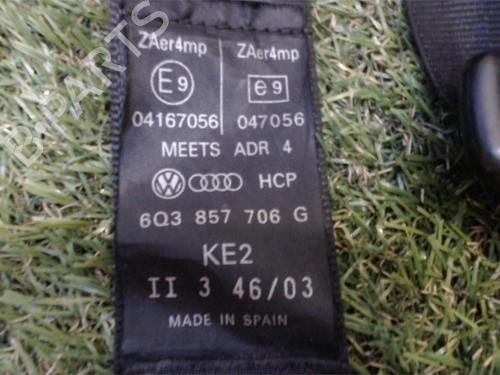 ZAer4mp ZAer4mp
E9 e9
04167056 047056
MEETS ADR 4
HCP
6Q3 857 706 G
KE2
II 3 46/03
MADE IN SPAIN
B-PARTS